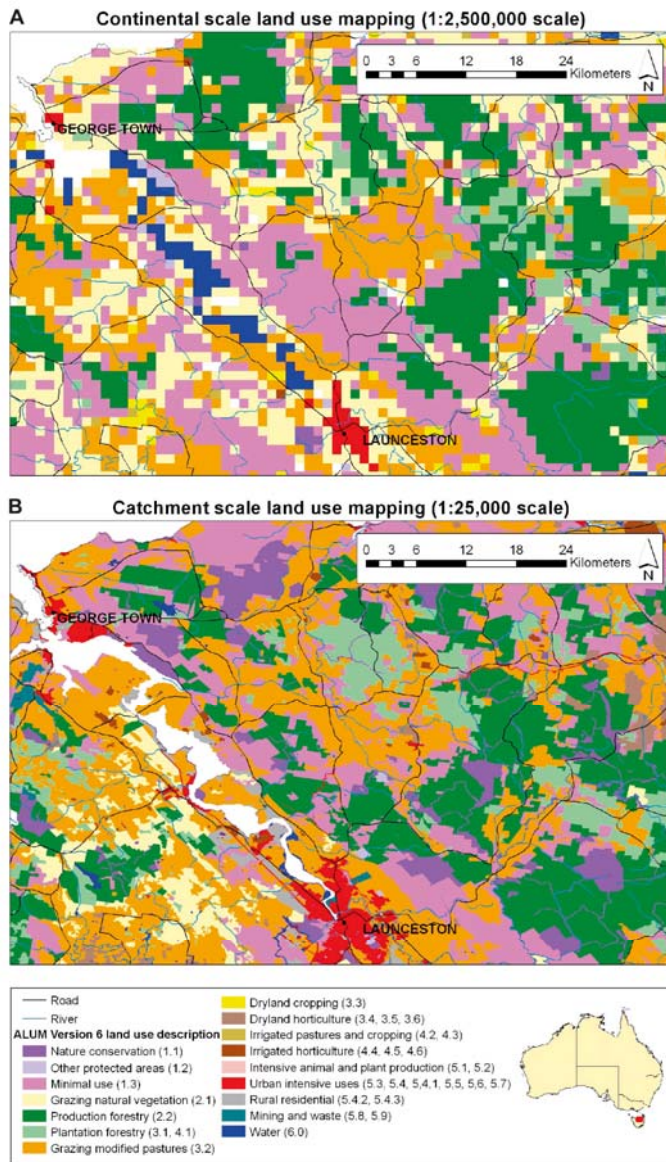 A Continental scale land use mapping (1:2,500,000 scale)
0 3 6 12 18 24
Kilometers
N
GEORGE TOWN
LAUNCESTON
B Catchment scale land use mapping (1:25,000 scale)
0 3 6 12 18 24
Kilometers
N
GEORGE TOWN
LAUNCESTON
Road
River
ALUM Version 6 land use description
Nature conservation (1.1)
Other protected areas (1.2)
Minimal use (1.3)
Grazing natural vegetation (2.1)
Production forestry (2.2)
Plantation forestry (3.1, 4.1)
Grazing modified pastures (3.2)
Dryland cropping (3.3)
Dryland horticulture (3.4, 3.5, 3.6)
Irrigated pastures and cropping (4.2, 4.3)
Irrigated horticulture (4.4, 4.5, 4.6)
Intensive animal and plant production (5.1, 5.2)
Urban intensive uses (5.3, 5.4, 5.4,1, 5.5, 5.6, 5.7)
Rural residential (5.4.2, 5.4.3)
Mining and waste (5.8, 5.9)
Water (6.0)